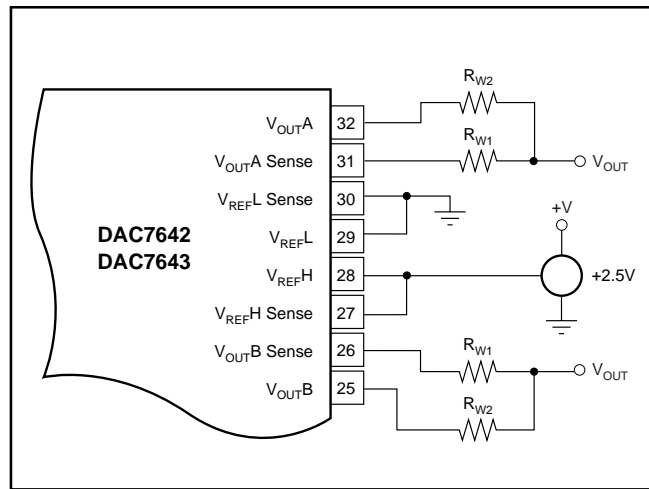 DAC7642
DAC7643
V_OUT A 32
V_OUT A Sense 31
V_REF L Sense 30
V_REF L 29
V_REF H 28
V_REF H Sense 27
V_OUT B Sense 26
V_OUT B 25
R_W2
R_W1
V_OUT
+V
+2.5V
R_W1
V_OUT
R_W2